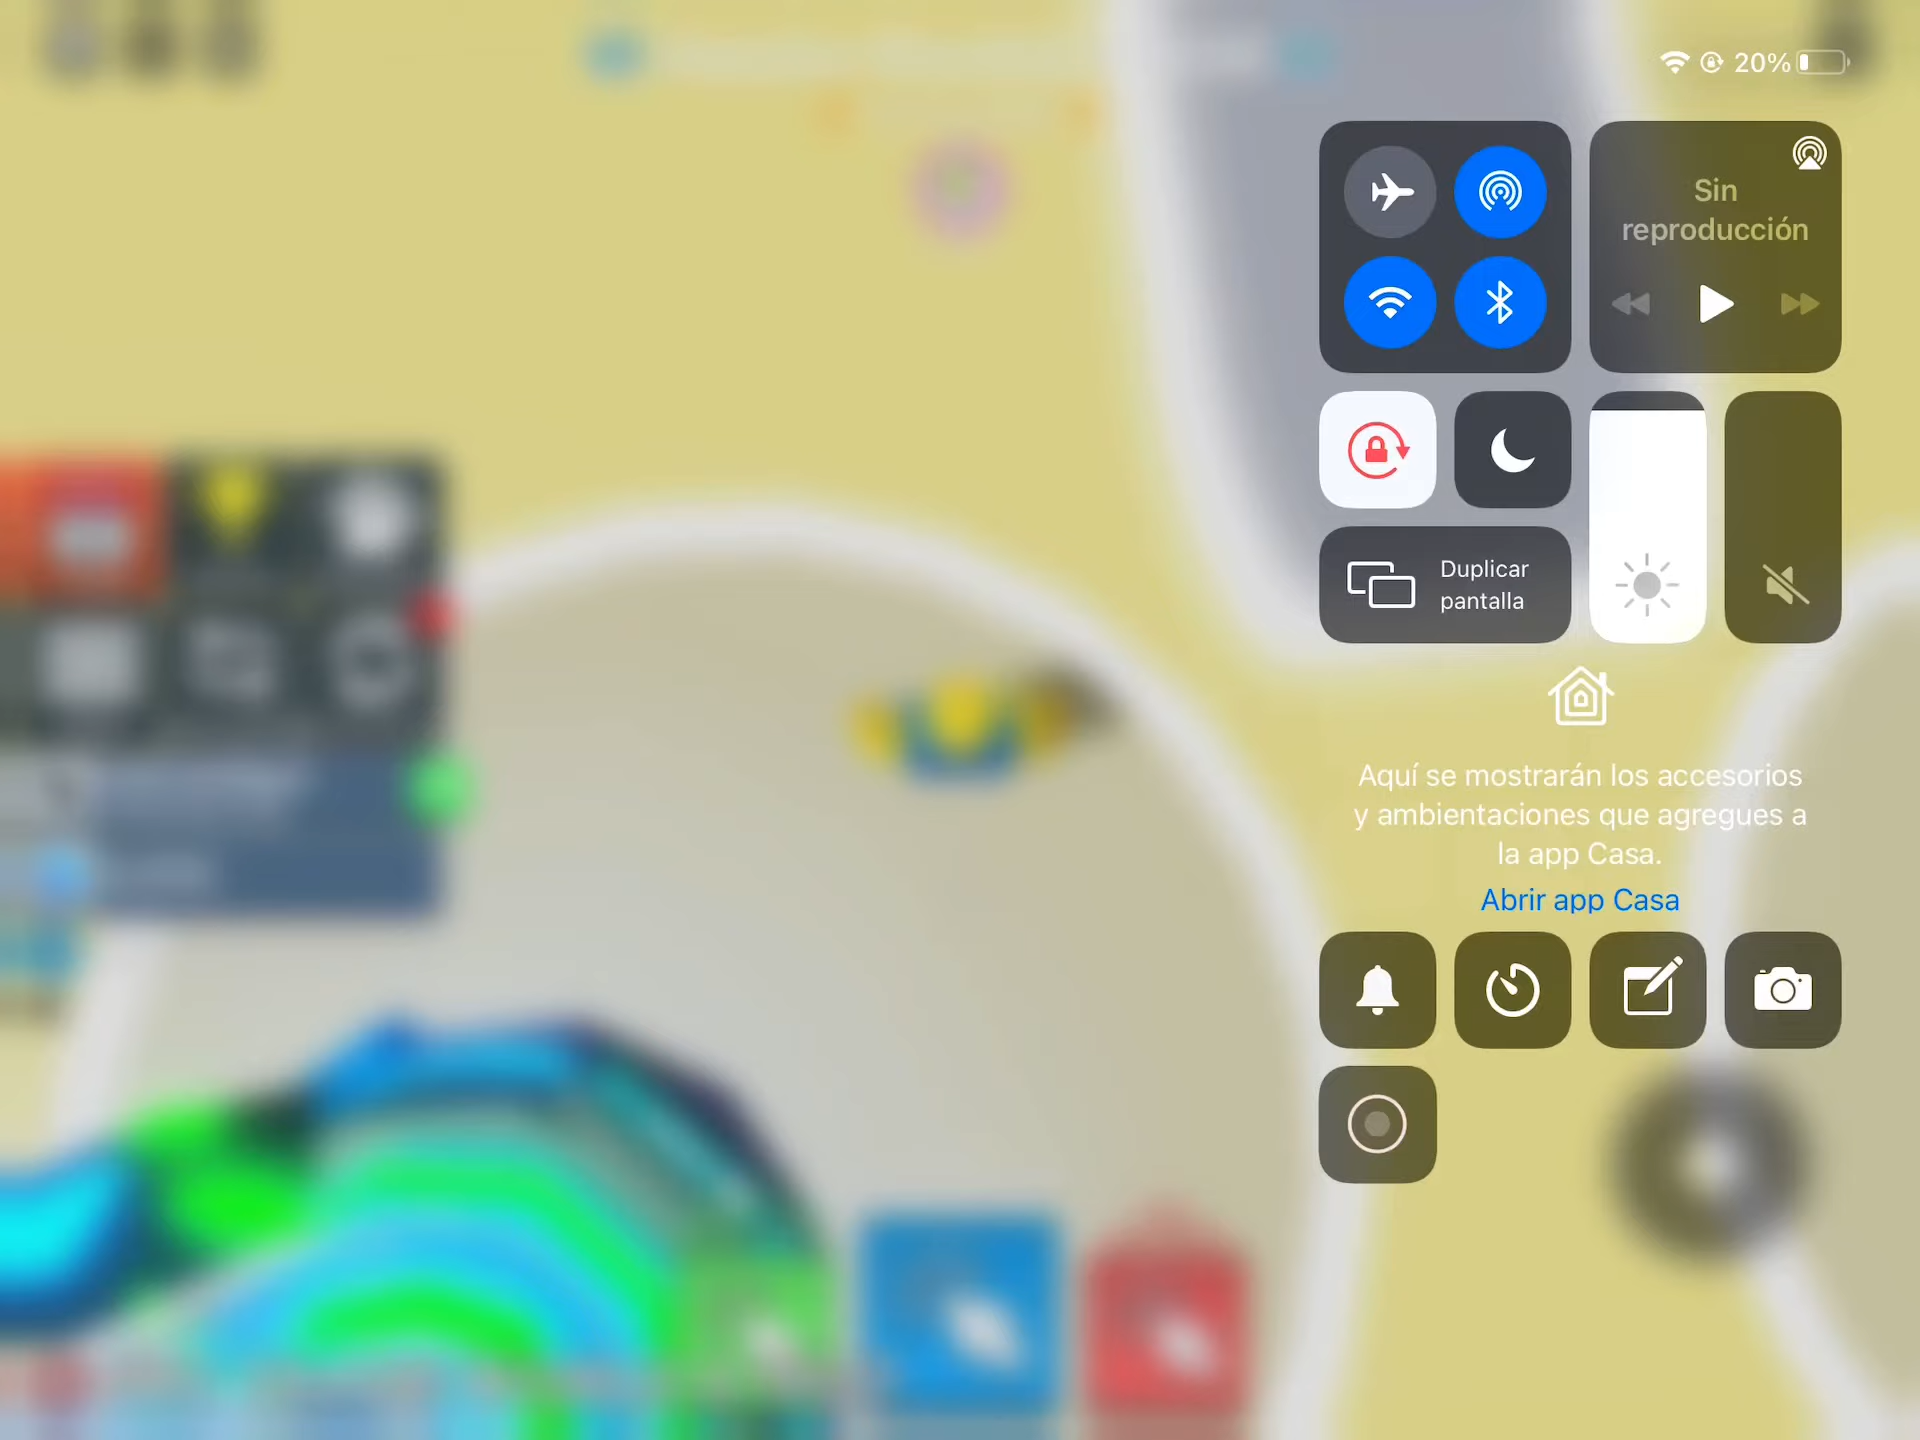 20%
Sin
reproducción
Duplicar
pantalla
Aquí se mostrarán los accesorios
y ambientaciones que agregues a
la app Casa.
Abrir app Casa